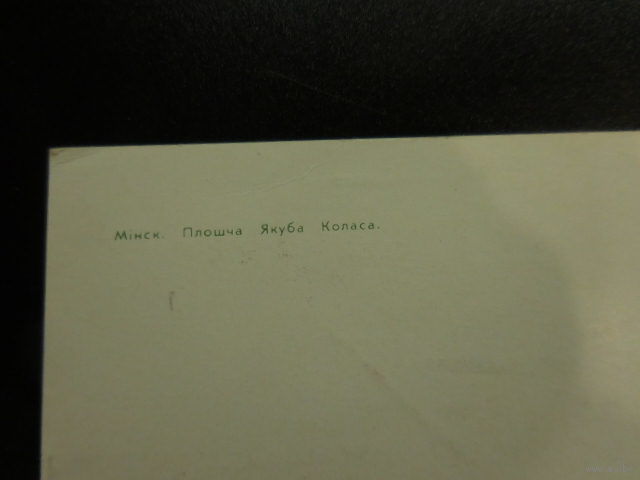 Мінск. Плошча Якуба Коласа.